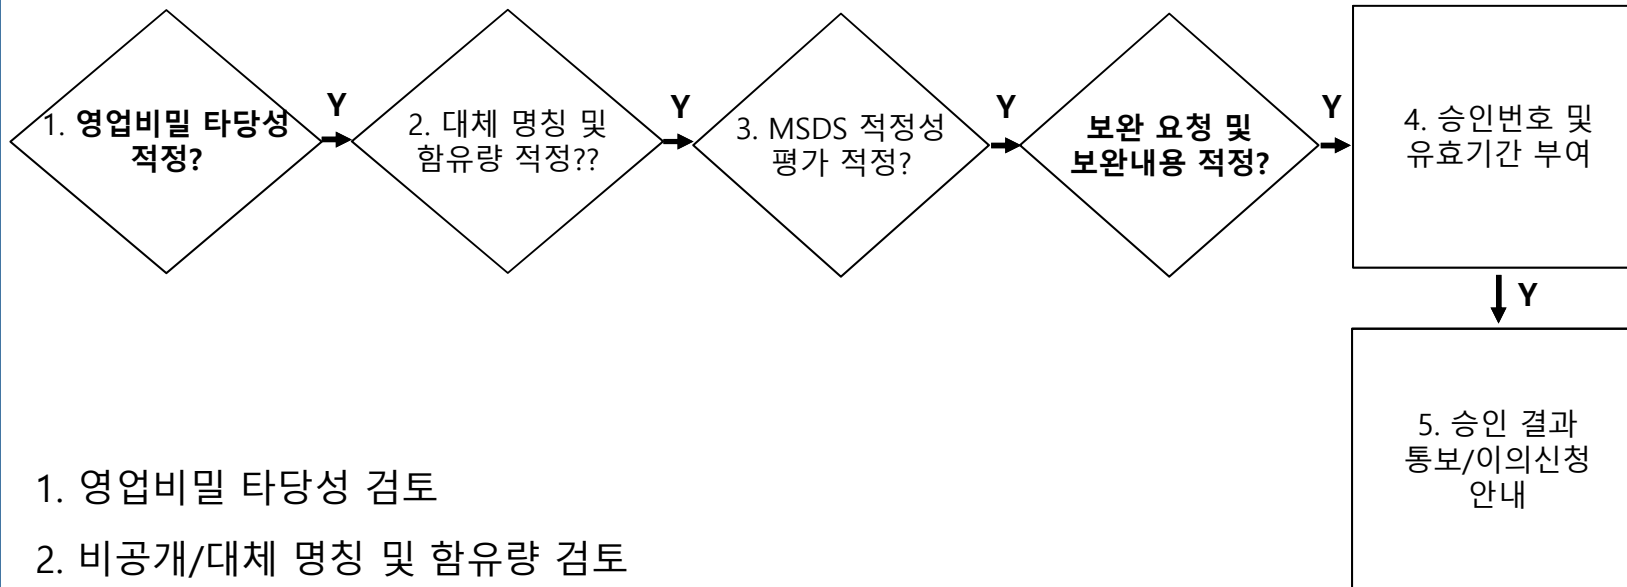 1. 영업비밀 타당성
적정?
Y
2. 대체 명칭 및
함유량 적정??
Y
3. MSDS 적정성
평가 적정?
Y
보완 요청 및
보완내용 적정?
Y
4. 승인번호 및
유효기간 부여
Y
5. 승인 결과
통보/이의신청
안내
1. 영업비밀 타당성 검토
2. 비공개/대체 명칭 및 함유량 검토